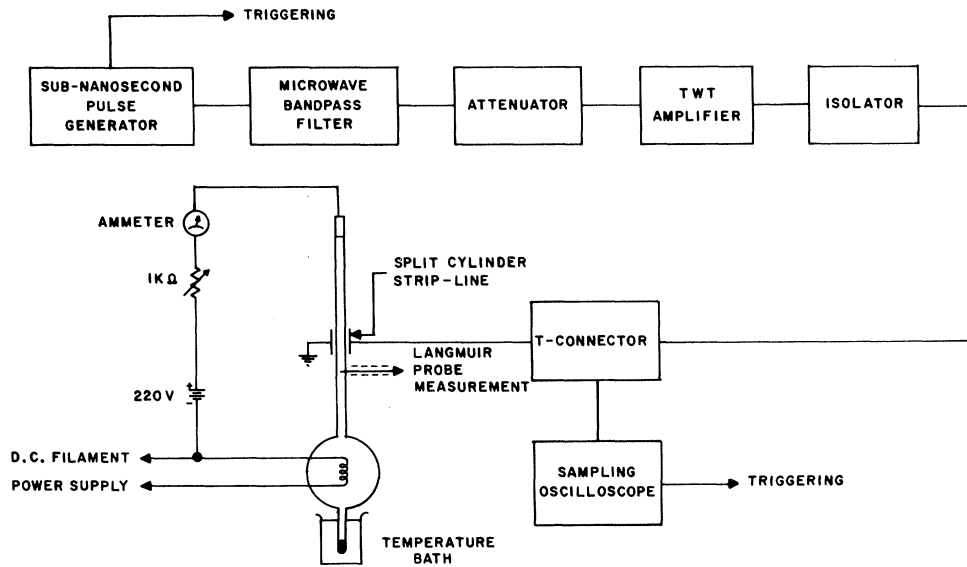 TRIGGERING
SUB-NANOSECOND
PULSE
GENERATOR
MICROWAVE
BANDPASS
FILTER
ATTENUATOR
TWT
AMPLIFIER
ISOLATOR
AMMETER
1KΩ
220V
+
-
SPLIT CYLINDER
STRIP-LINE
T-CONNECTOR
LANGMUIR
PROBE
MEASUREMENT
D.C. FILAMENT
POWER SUPPLY
SAMPLING
OSCILLOSCOPE
TRIGGERING
TEMPERATURE
BATH